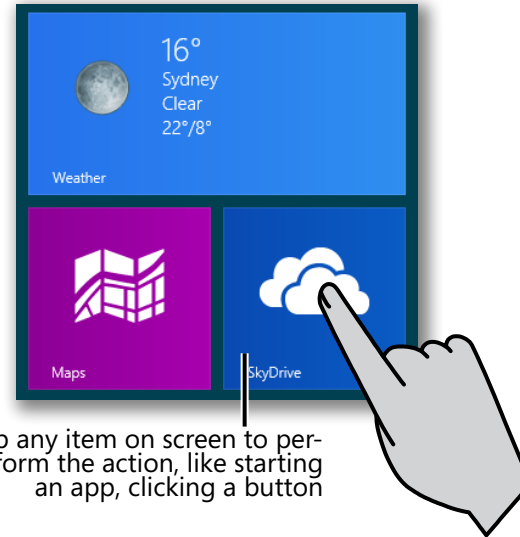 16°
Sydney
Clear
22°/8°
Weather
Maps
SkyDrive
any item on screen to per-
form the action, like starting
an app, clicking a button